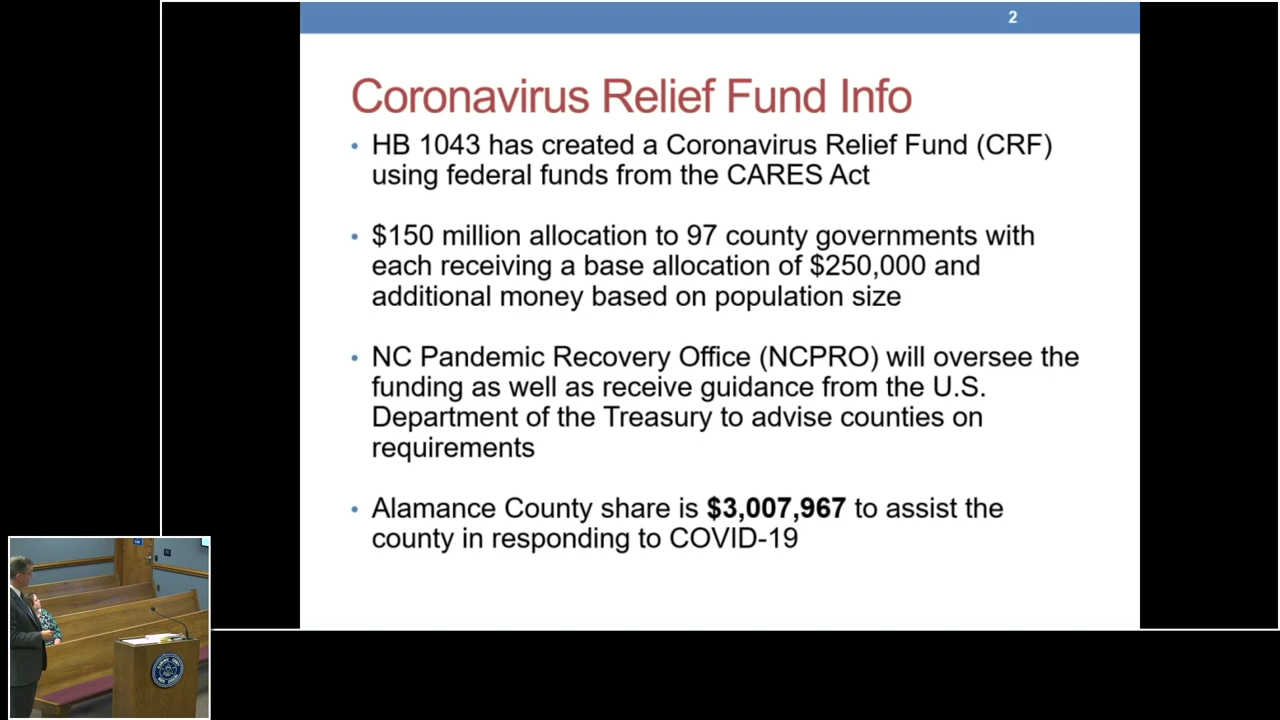 2
Coronavirus Relief Fund Info
• HB 1043 has created a Coronavirus Relief Fund (CRF)
using federal funds from the CARES Act
• $150 million allocation to 97 county governments with
each receiving a base allocation of $250,000 and
additional money based on population size
• NC Pandemic Recovery Office (NCPRO) will oversee the
funding as well as receive guidance from the U.S.
Department of the Treasury to advise counties on
requirements
• Alamance County share is $3,007,967 to assist the
county in responding to COVID-19